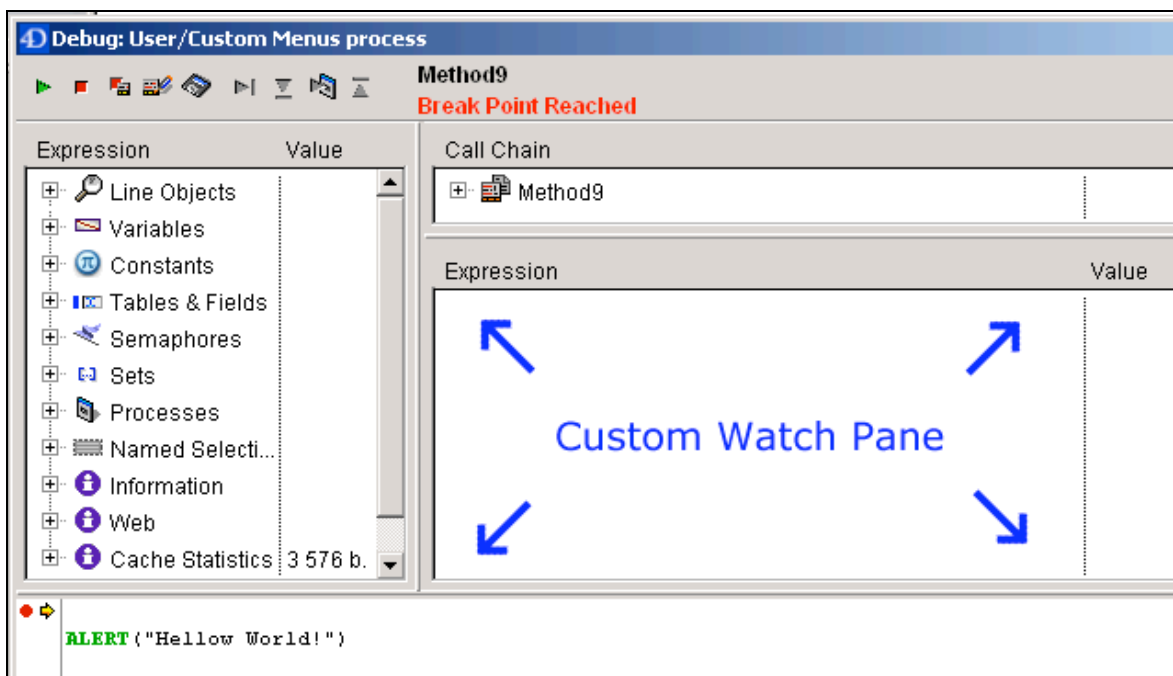 4D Debug: User/Custom Menus process
Method9
Break Point Reached
Expression Value
Line Objects
Variables
Constants
Tables & Fields
Semaphores
Sets
Processes
Named Selecti...
Information
Web
Cache Statistics 3 576 b.
Call Chain
Method9
Expression Value
Custom Watch Pane
ALERT("Hellow World!")